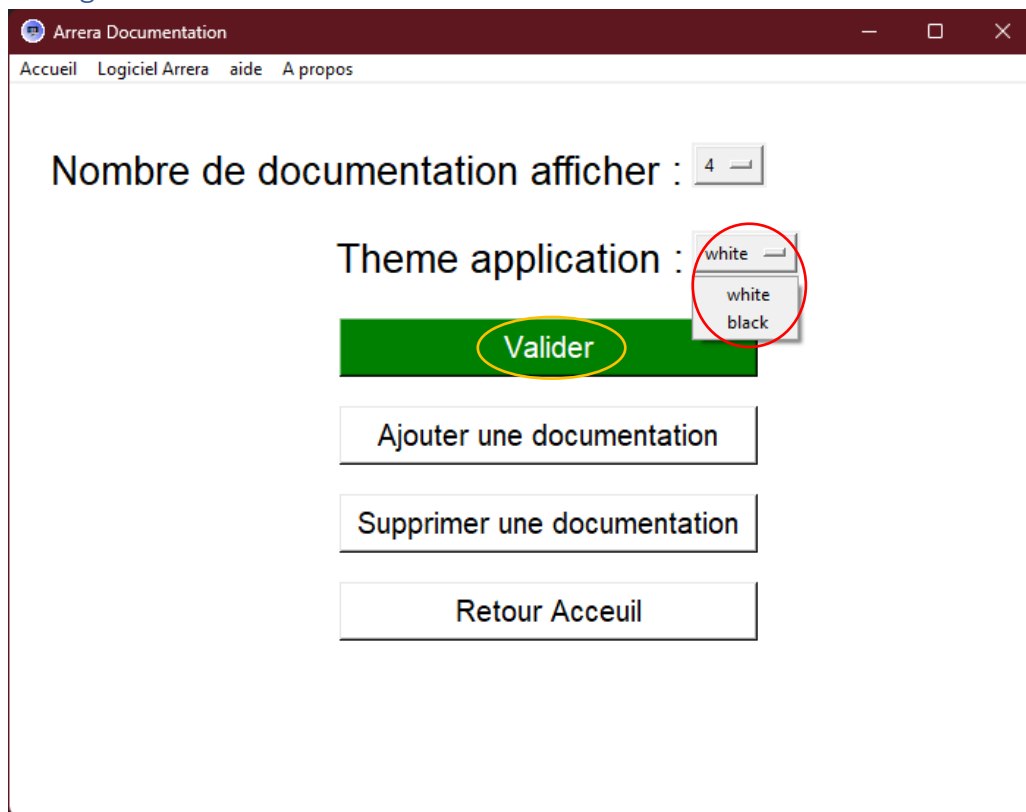 Arrera Documentation
Accueil Logiciel Arrera aide A propos
Nombre de documentation afficher : 4
Theme application : white
white
black
Valider
Ajouter une documentation
Supprimer une documentation
Retour Acceuil